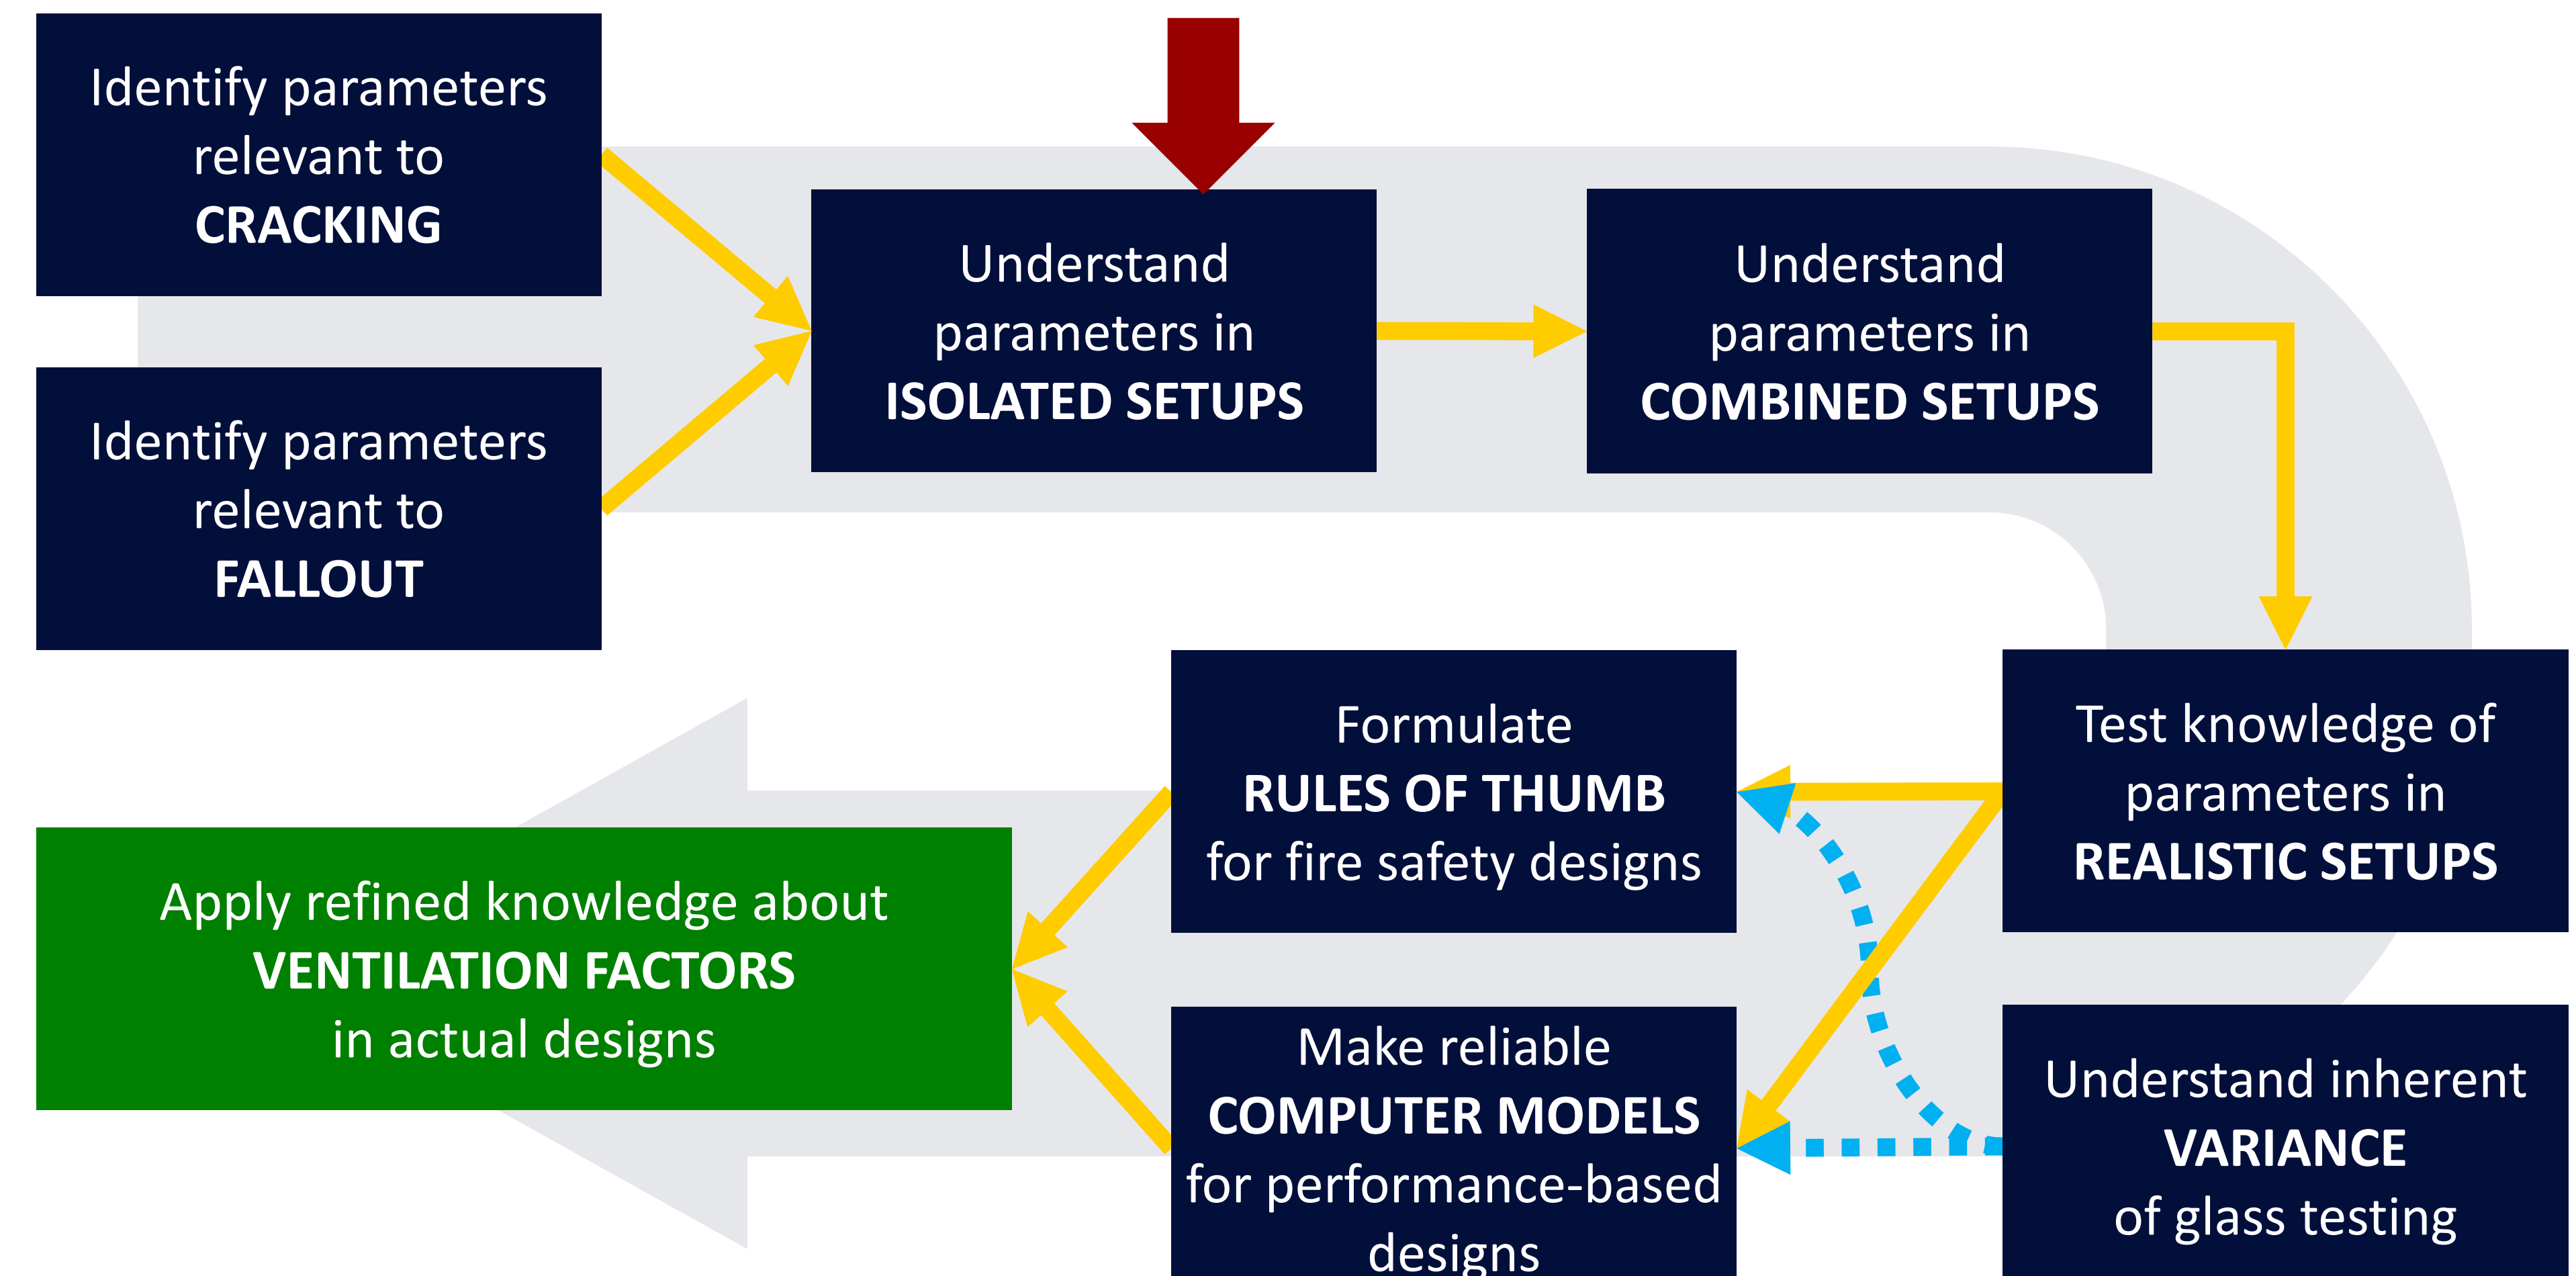 Identify parameters
relevant to
CRACKING
Identify parameters
relevant to
FALLOUT
Understand
parameters in
ISOLATED SETUPS
Understand
parameters in
COMBINED SETUPS
Test knowledge of
parameters in
REALISTIC SETUPS
Understand inherent
VARIANCE
of glass testing
Formulate
RULES OF THUMB
for fire safety designs
Make reliable
COMPUTER MODELS
for performance-based
designs
Apply refined knowledge about
VENTILATION FACTORS
in actual designs